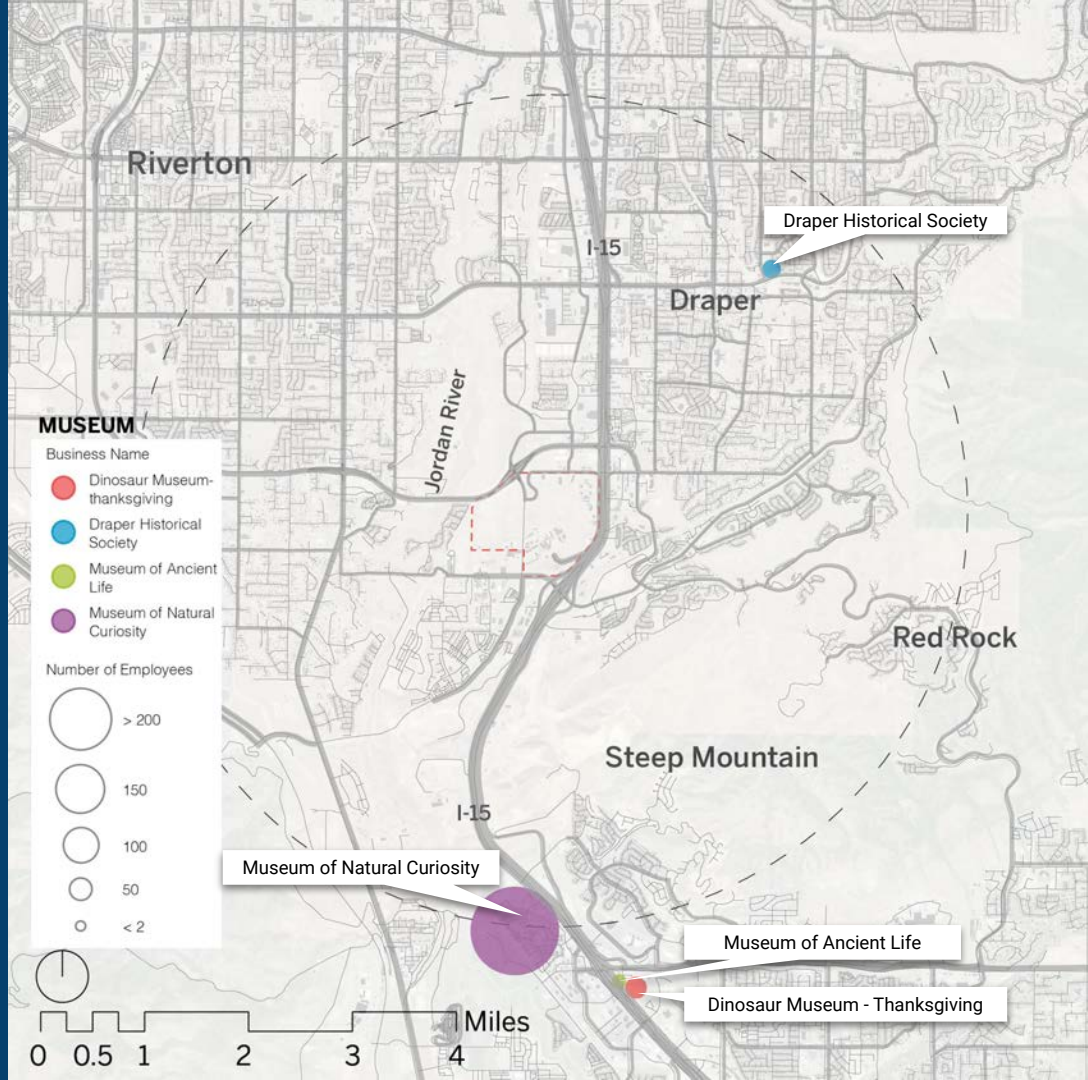 Riverton
Draper Historical Society
I-15
Draper
Jordan River
MUSEUM
Business Name
Dinosaur Museum-
thanksgiving
Draper Historical
Society
Museum of Ancient
Life
Museum of Natural
Curiosity
Number of Employees
> 200
150
100
50
< 2
Red Rock
Steep Mountain
I-15
Museum of Natural Curiosity
Museum of Ancient Life
Dinosaur Museum - Thanksgiving
Miles
0 0.5 1 2 3 4